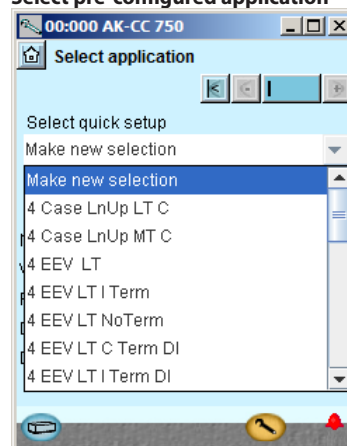 Select pre-configured application
00:000 AK-CC 750
Select application
Select quick setup
Make new selection
Make new selection
4 Case LnUp LT C
4 Case LnUp MT C
4 EEV LT
4 EEV LT I Term
4 EEV LT NoTerm
4 EEV LT C Term DI
4 EEV LT I Term DI